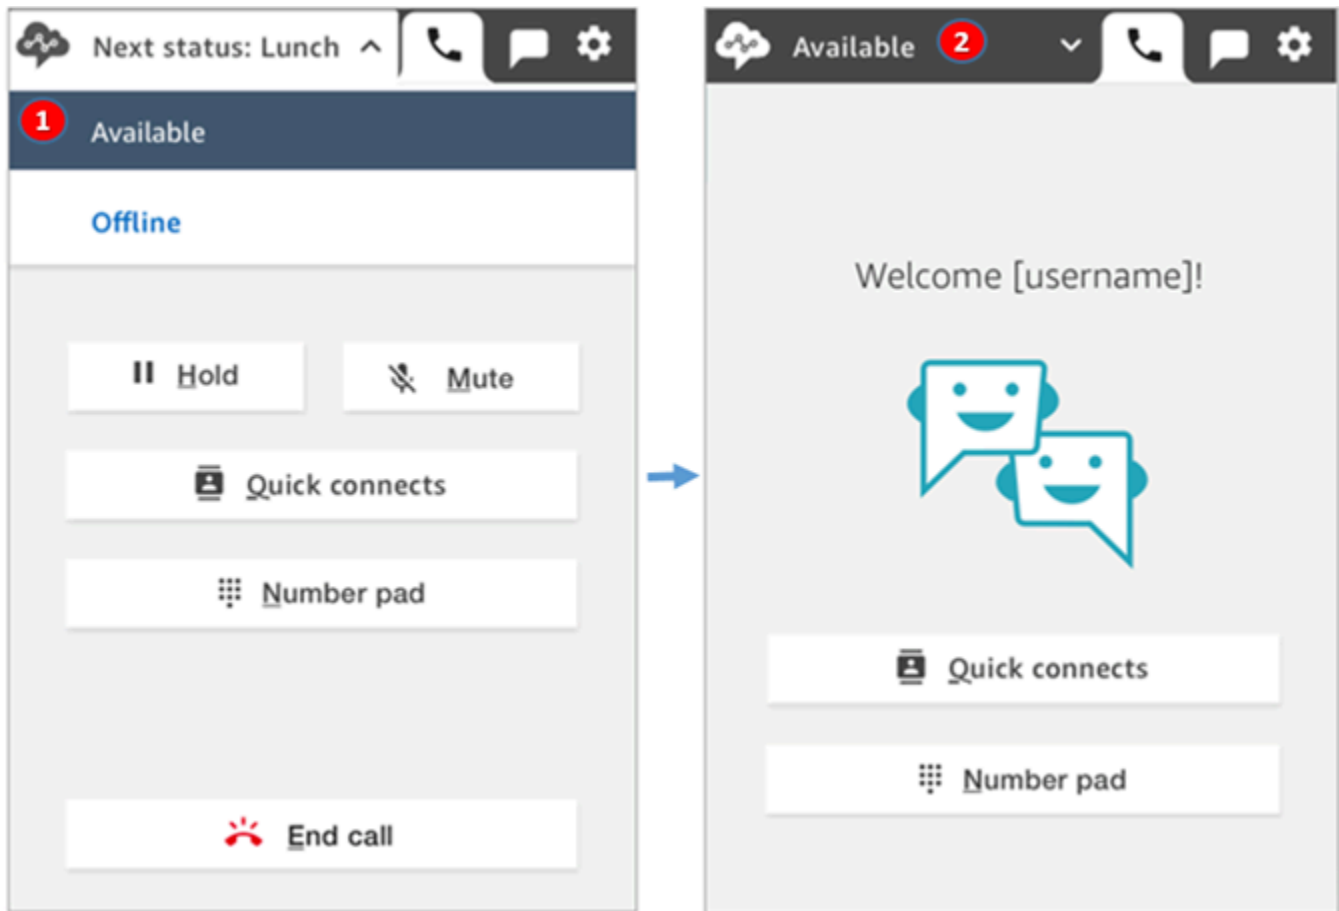 Next status: Lunch
1
Available
Offline
Hold
Mute
Quick connects
Number pad
End call
Available
2
Welcome [username]!
Quick connects
Number pad